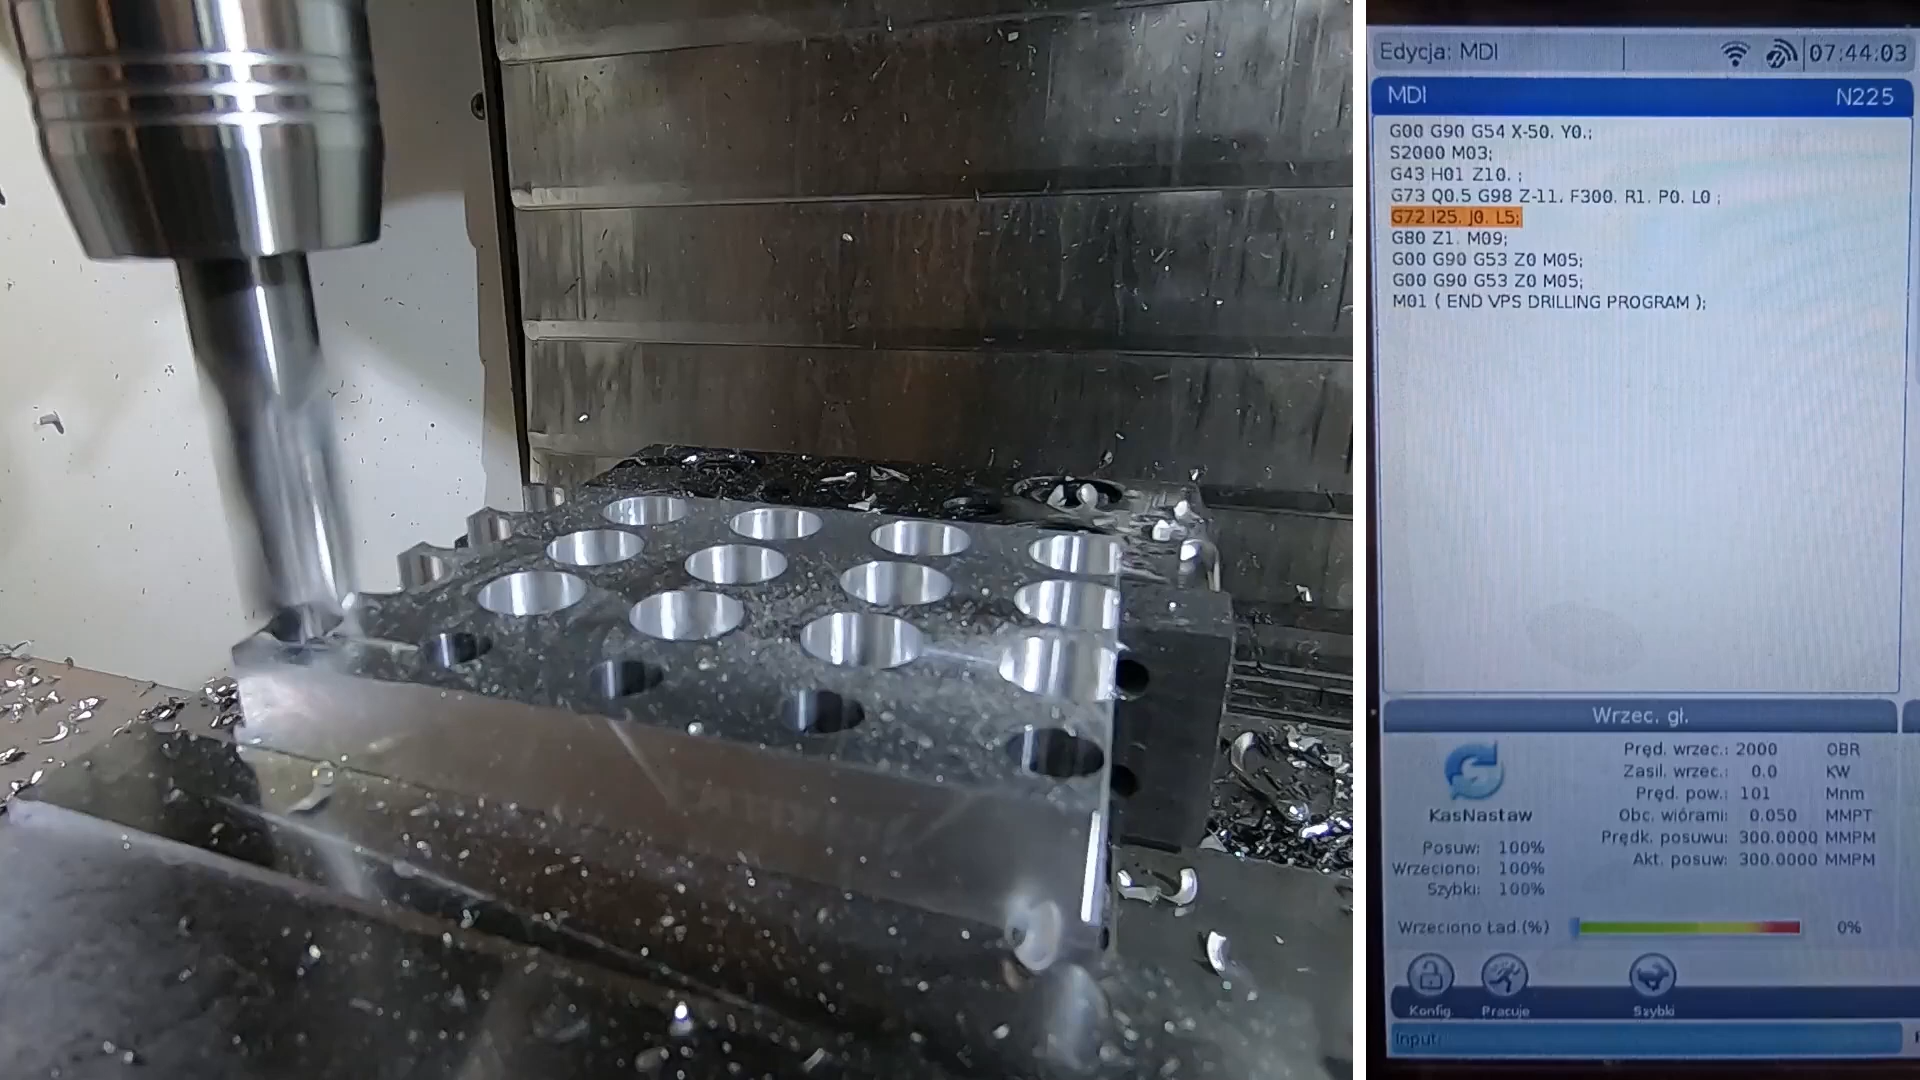 Edycja: MDI 07:44:03
MDI N225
G00 G90 G54 X-50. Y0.;
S2000 M03;
G43 H01 Z10. ;
G73 Q0.5 G98 Z-11. F300. R1. P0. L0 ;
G72 I25. J0. L5;
G80 Z1. M09;
G00 G90 G53 Z0 M05;
G00 G90 G53 Z0 M05;
M01 ( END VPS DRILLING PROGRAM );
Wrzec. gł.
KasNastaw
Posuw: 100%
Wrzeciono: 100%
Szybki: 100%
Pręd. wrzec.: 2000 OBR
Zasil. wrzec.: 0.0 KW
Pręd. pow.: 101 Mnm
Obc. wiórami: 0.050 MMPT
Prędk. posuwu: 300.0000 MMPM
Akt. posuw: 300.0000 MMPM
Wrzeciono Ład.(%) 0%
Konfig. Pracuje Szybki
Input: